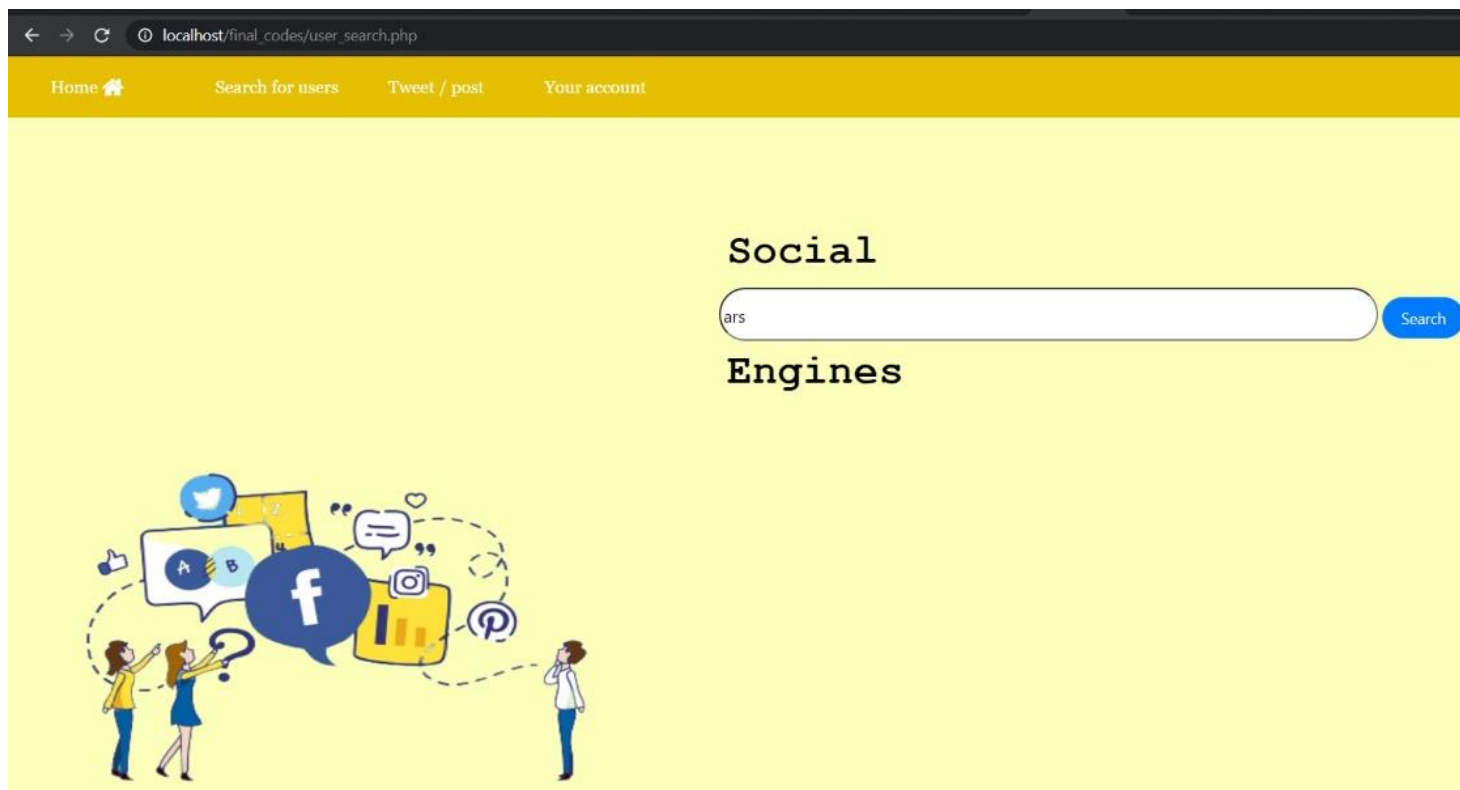 localhost/final_codes/user_search.php
Home Search for users Tweet / post Your account
Social
ars Search
Engines
Z
u
A B
f